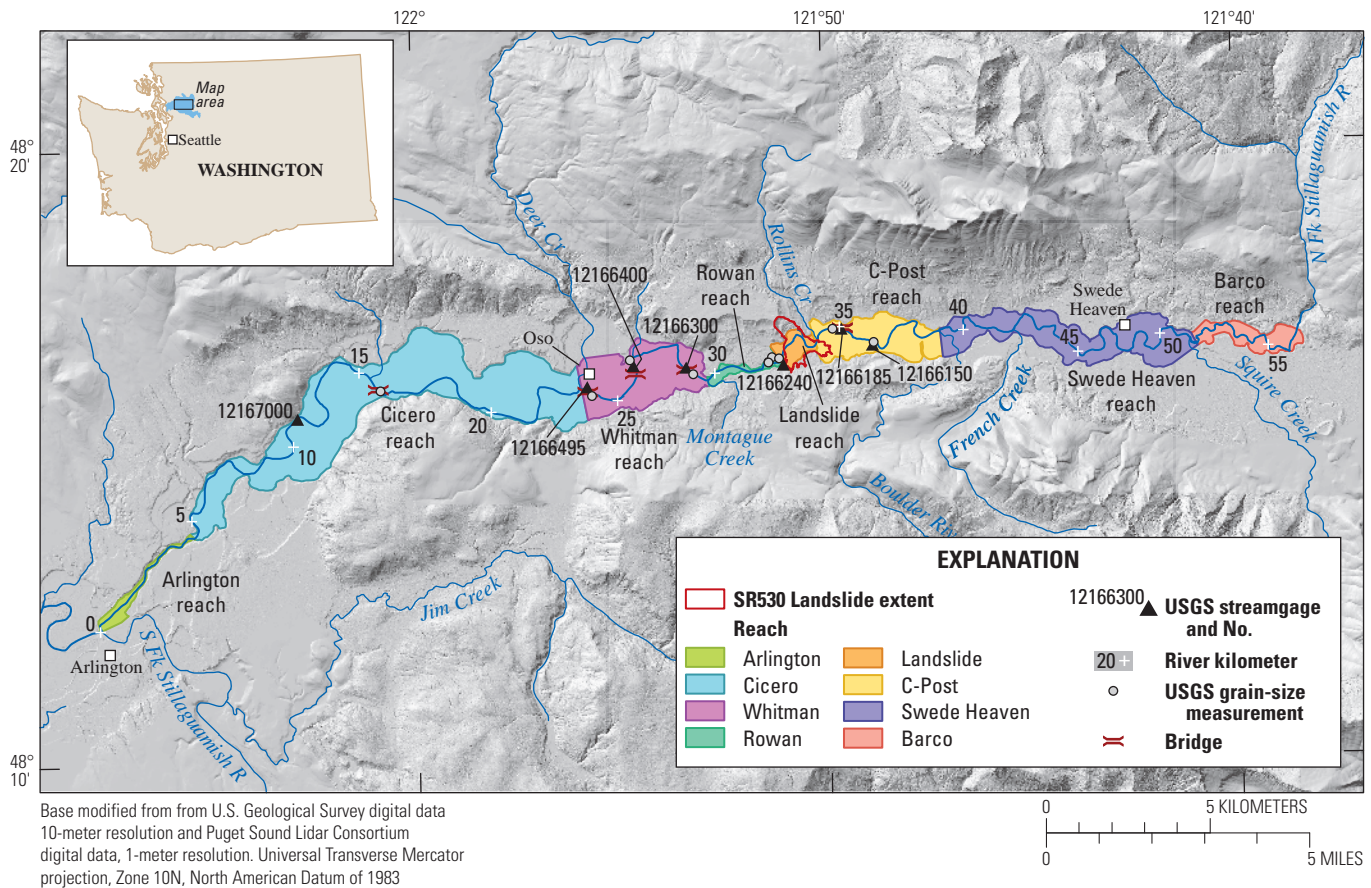 122°
121°50'
121°40'
48°
20'
48°
10'
Map
area
Seattle
WASHINGTON
Deer Cr
Rollins Cr
N Fk Stillaguamish R
12166400
12166300
Rowan
reach
C-Post
reach
35
40
Swede
Heaven
Barco
reach
Oso
30
45
50
55
15
12166240
12166185
12166150
Swede Heaven
reach
Squire Creek
12167000
Cicero
reach
20
25
12166495
Whitman
reach
Montague
Creek
Landslide
reach
French Creek
Boulder Riv
10
5
Arlington
reach
0
Arlington
S Fk Stillaguamish R
Jim Creek
EXPLANATION
SR530 Landslide extent
Reach
Arlington
Cicero
Whitman
Rowan
Landslide
C-Post
Swede Heaven
Barco
12166300
USGS streamgage
and No.
20
River kilometer
USGS grain-size
measurement
Bridge
Base modified from from U.S. Geological Survey digital data
10-meter resolution and Puget Sound Lidar Consortium
digital data, 1-meter resolution. Universal Transverse Mercator
projection, Zone 10N, North American Datum of 1983
0
5 KILOMETERS
0
5 MILES